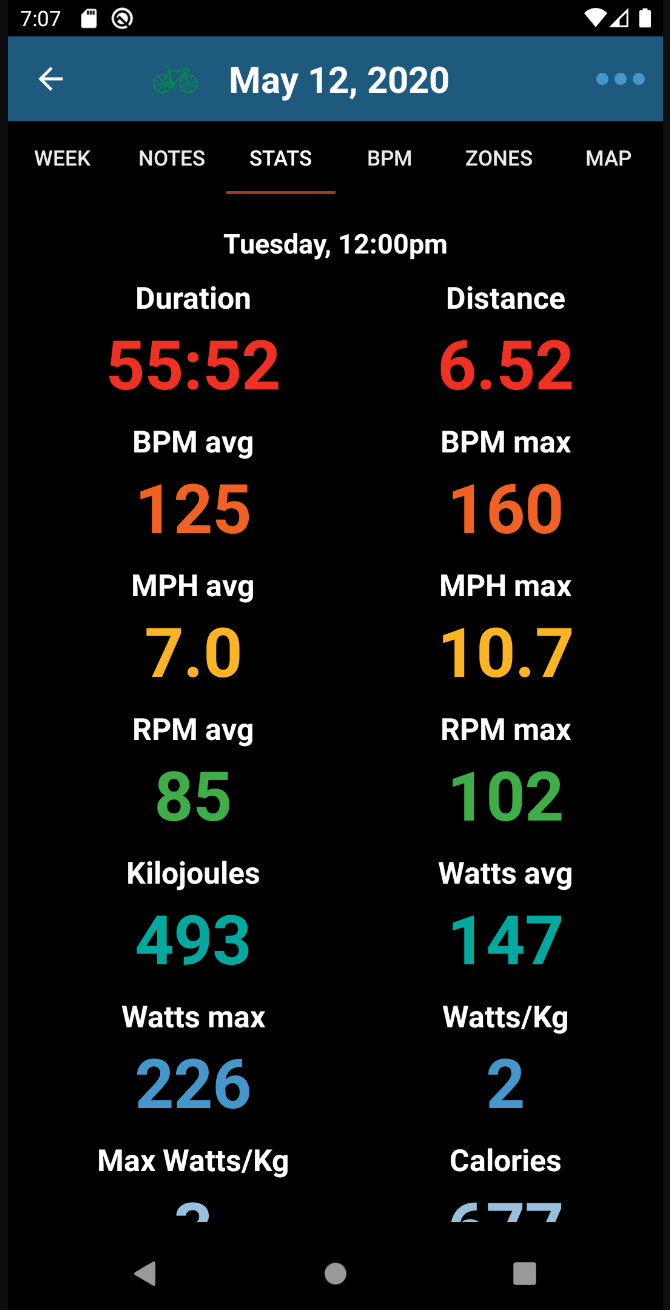 7:07
May 12, 2020
WEEK NOTES STATS BPM ZONES MAP
Tuesday, 12:00pm
Duration Distance
55:52 6.52
BPM avg BPM max
125 160
MPH avg MPH max
7.0 10.7
RPM avg RPM max
85 102
Kilojoules Watts avg
493 147
Watts max Watts/Kg
226 2
Max Watts/Kg Calories
677